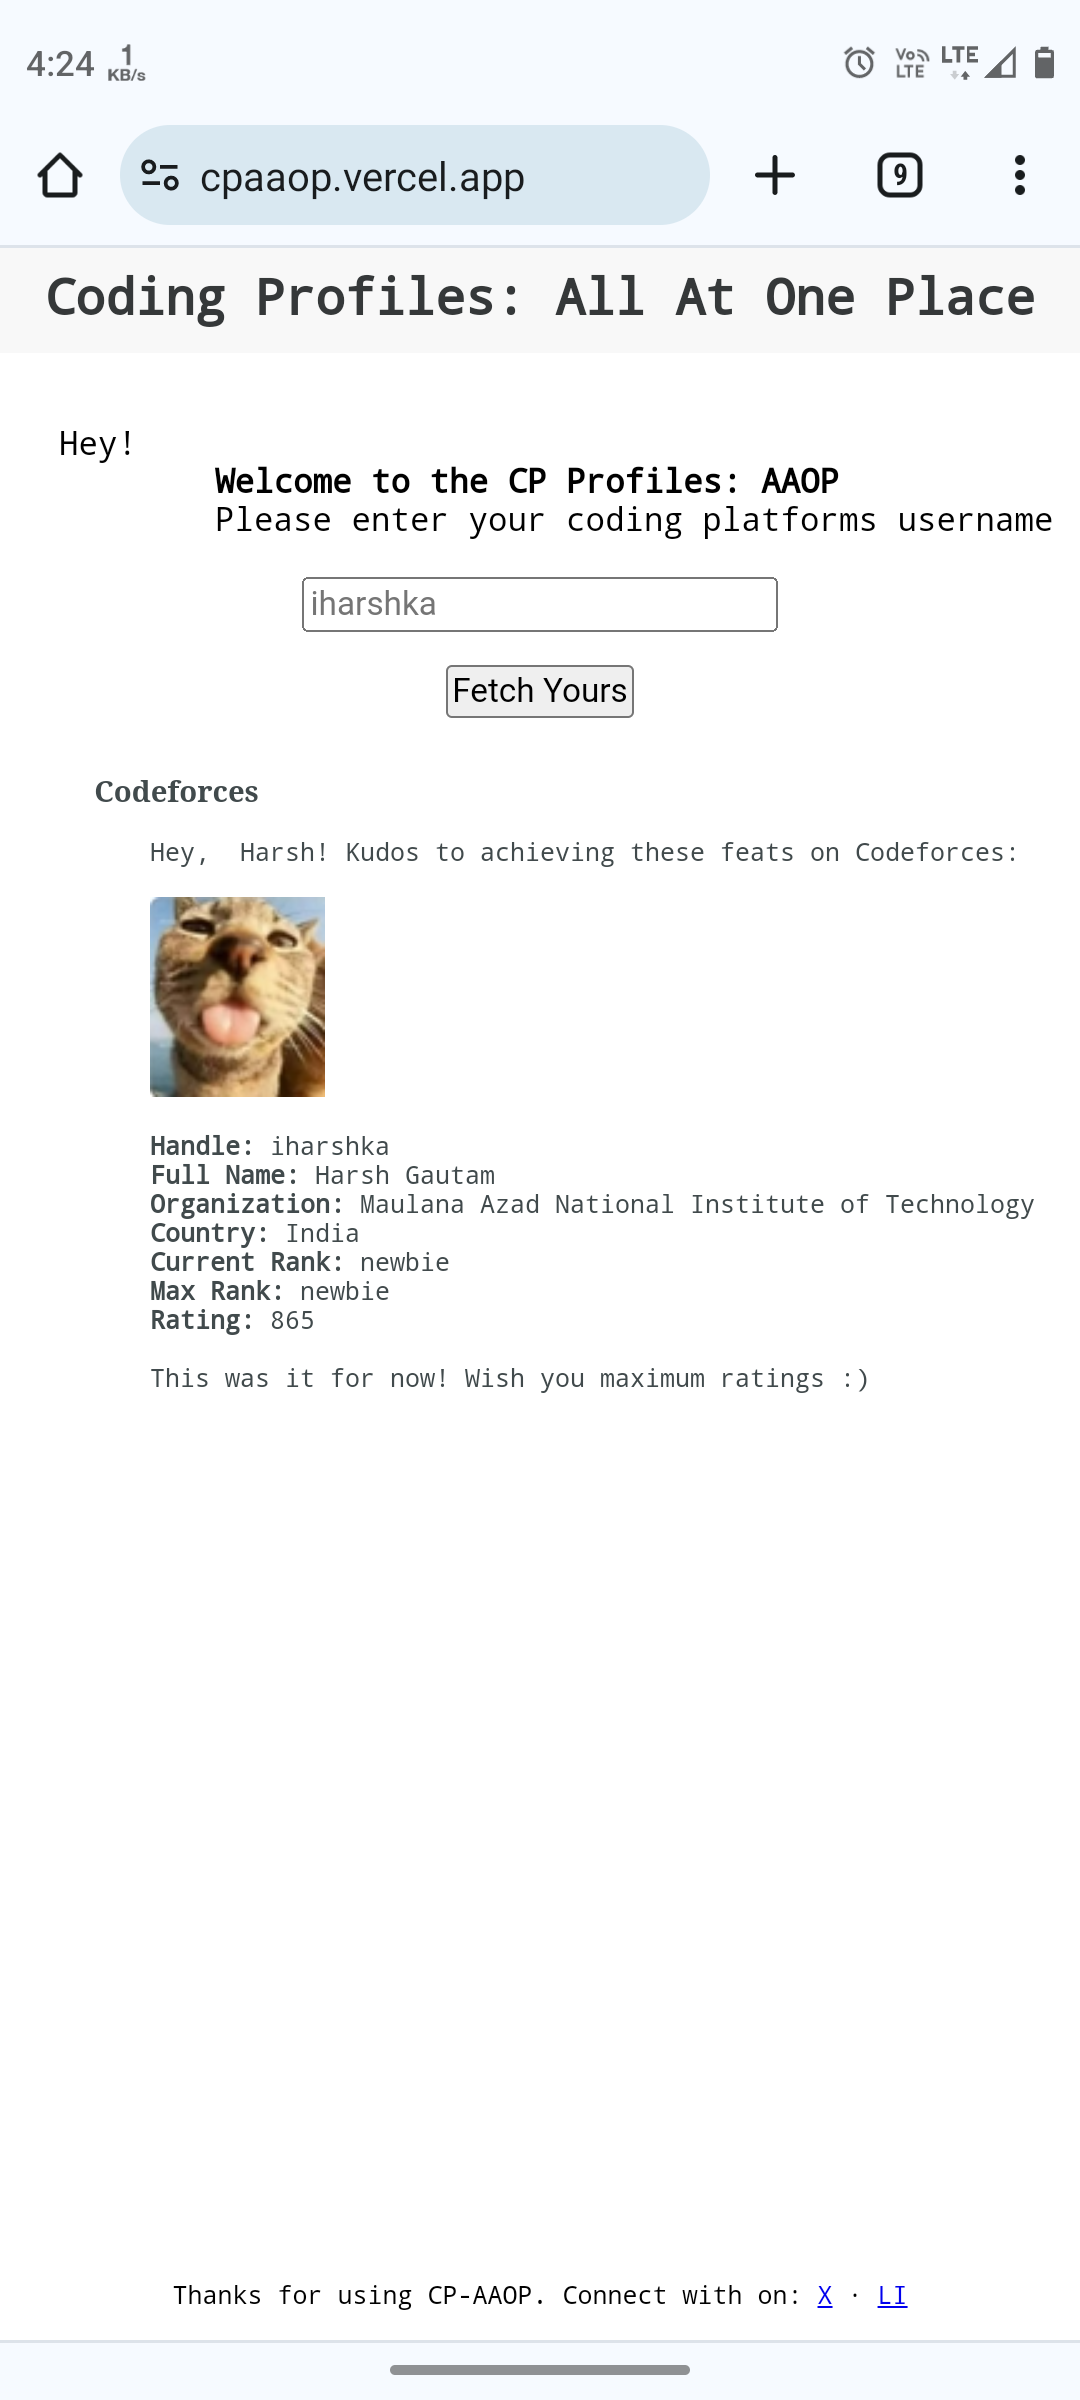 4:24 1 KB/s Vo LTE LTE
cpaaop.vercel.app 9
Coding Profiles: All At One Place
Hey!
Welcome to the CP Profiles: AAOP
Please enter your coding platforms username
iharshka
Fetch Yours
Codeforces
Hey,  Harsh! Kudos to achieving these feats on Codeforces:
Handle: iharshka
Full Name: Harsh Gautam
Organization: Maulana Azad National Institute of Technology
Country: India
Current Rank: newbie
Max Rank: newbie
Rating: 865
This was it for now! Wish you maximum ratings :)
Thanks for using CP-AAOP. Connect with on: X · LI